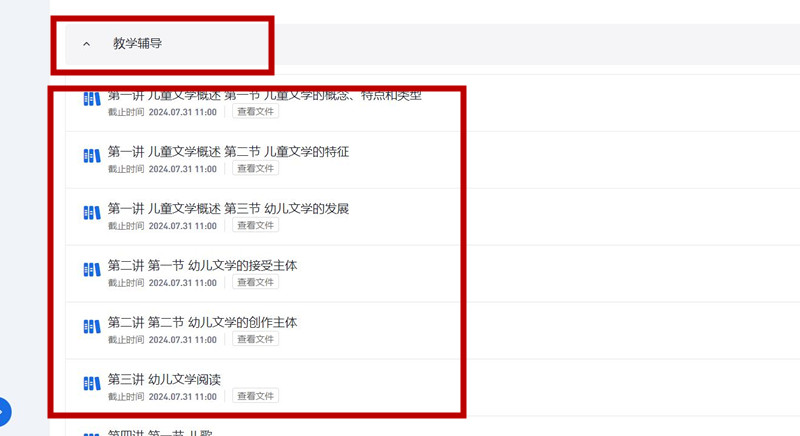 教学辅导
第一讲 儿童文学概述 第一节 儿童文学的概念、特点和类型
截止时间 2024.07.31 11:00 查看文件
第一讲 儿童文学概述 第二节 儿童文学的特征
截止时间 2024.07.31 11:00 查看文件
第一讲 儿童文学概述 第三节 幼儿文学的发展
截止时间 2024.07.31 11:00 查看文件
第二讲 第一节 幼儿文学的接受主体
截止时间 2024.07.31 11:00 查看文件
第二讲 第二节 幼儿文学的创作主体
截止时间 2024.07.31 11:00 查看文件
第三讲 幼儿文学阅读
截止时间 2024.07.31 11:00 查看文件
第四讲 第一节 儿歌